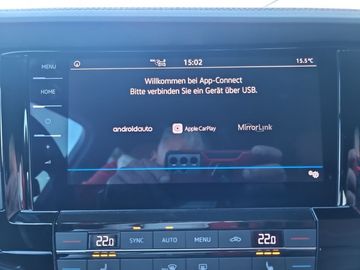 MENU
15:02
15.5°C
HOME
Willkommen bei App-Connect
Bitte verbinden Sie ein Gerät über USB.
androidauto
Apple CarPlay
MirrorLink
22.0
SYNC
AUTO
MENU
22.0